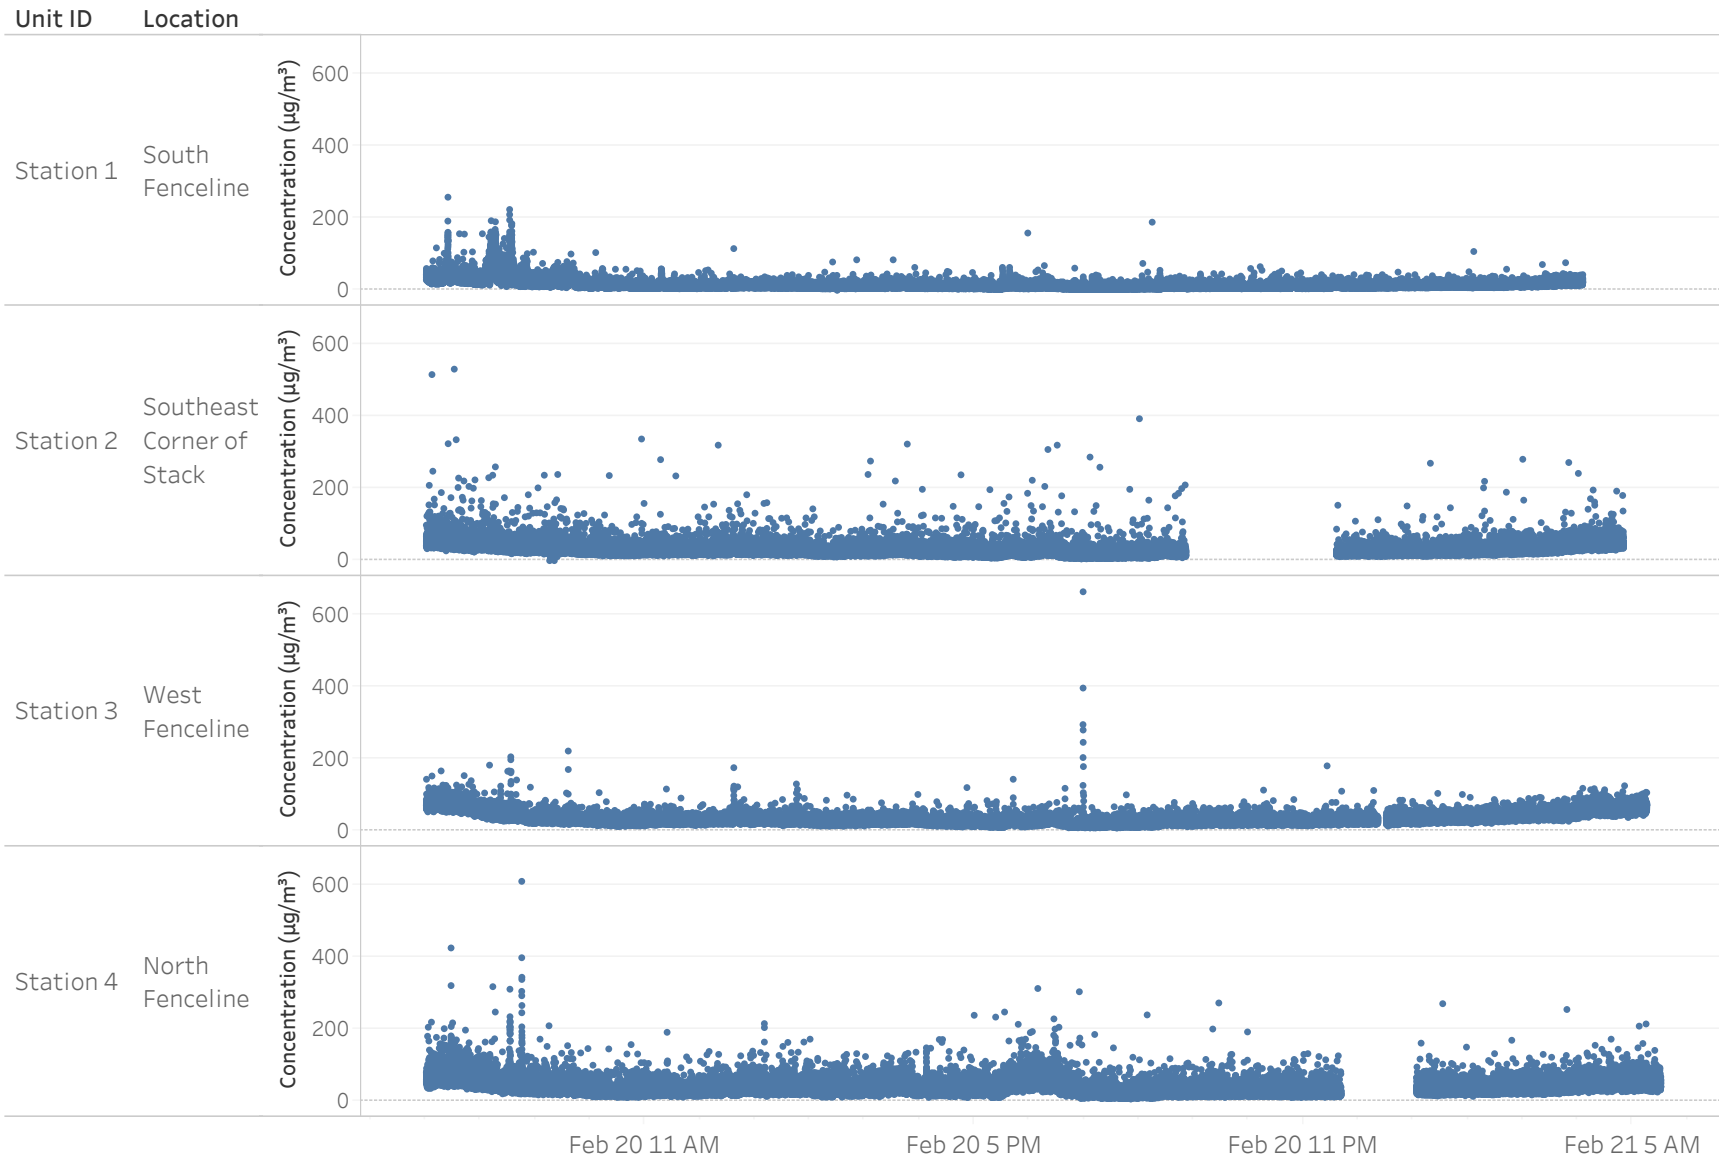 Unit ID Location
Station 1
South
Fenceline
Concentration (µg/m³)
600
400
200
0
Station 2
Southeast
Corner of
Stack
Concentration (µg/m³)
600
400
200
0
Station 3
West
Fenceline
Concentration (µg/m³)
600
400
200
0
Station 4
North
Fenceline
Concentration (µg/m³)
600
400
200
0
Feb 20 11 AM Feb 20 5 PM Feb 20 11 PM Feb 21 5 AM